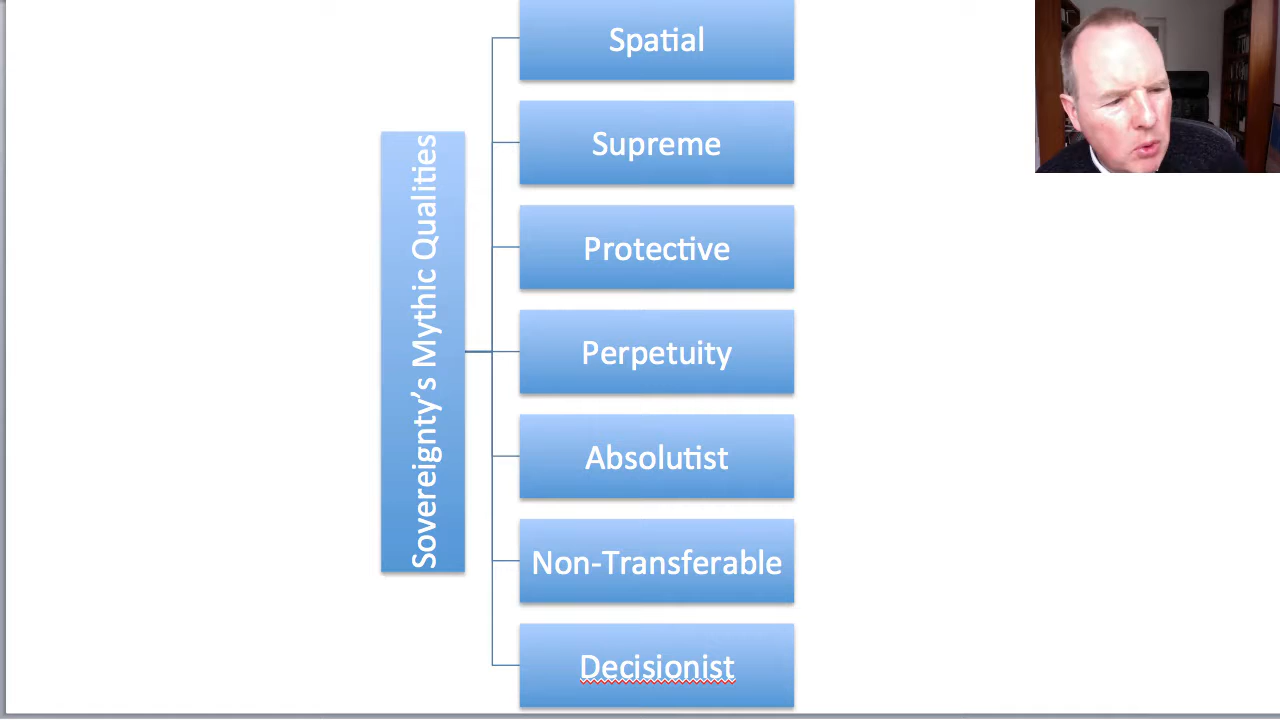 Sovereignty’s Mythic Qualities
Spatial
Supreme
Protective
Perpetuity
Absolutist
Non-Transferable
Decisionist